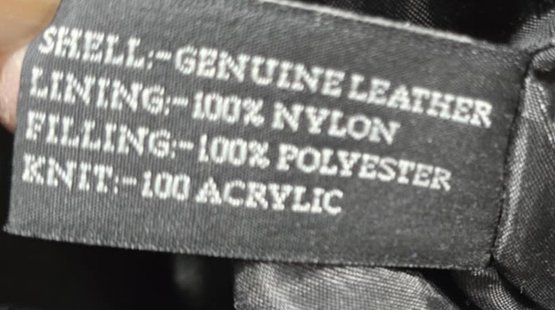 SHELL:-GENUINE LEATHER
LINING:-100% NYLON
FILLING:-100% POLYESTER
KNIT:-100 ACRYLIC